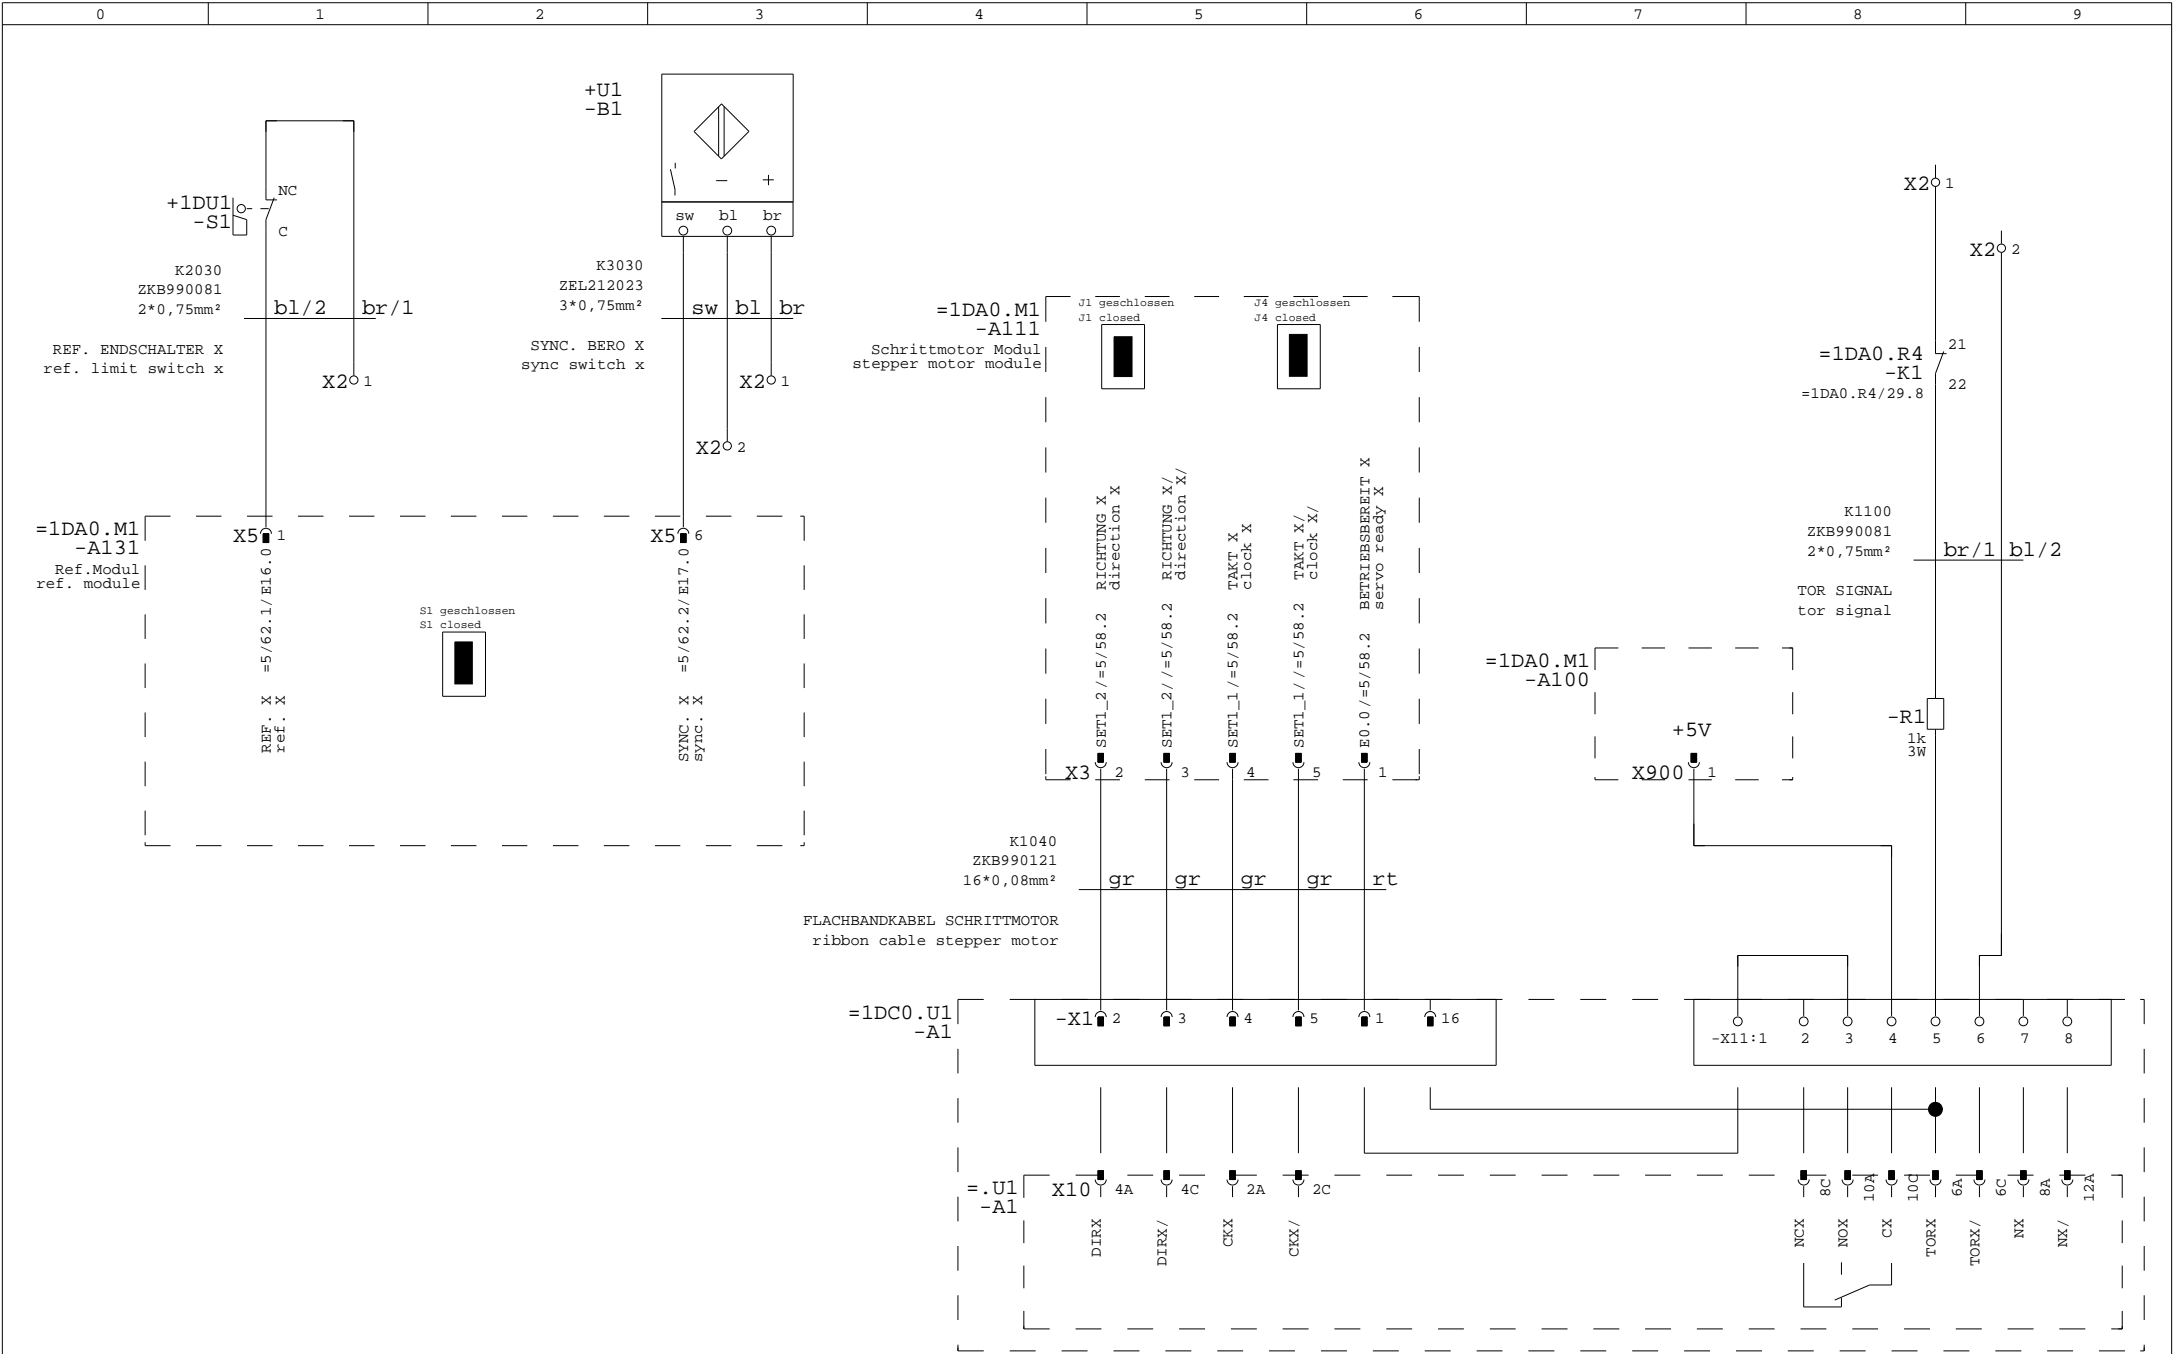 0 1 2 3 4 5 6 7 8 9
+U1
-B1
- +
sw bl br
+1DU1
-S1
NC
C
K2030
ZKB990081
2*0,75mm²
bl/2 br/1
REF. ENDSCHALTER X
ref. limit switch x
X2 1
K3030
ZEL212023
3*0,75mm²
sw bl br
SYNC. BERO X
sync switch x
X2 1
X2 2
=1DA0.M1
-A131
Ref.Modul
ref. module
X5 1
=5/62.1/E16.0
REF. X
ref. X
S1 geschlossen
S1 closed
X5 6
=5/62.2/E17.0
SYNC. X
sync. X
=1DA0.M1
-A111
Schrittmotor Modul
stepper motor module
J1 geschlossen
J1 closed
J4 geschlossen
J4 closed
SET1_2/=5/58.2 RICHTUNG X
direction X
SET1_2//=5/58.2 RICHTUNG X/
direction X/
SET1_1/=5/58.2 TAKT X
clock X
SET1_1//=5/58.2 TAKT X/
clock X/
E0.0/=5/58.2 BETRIEBSBEREIT X
servo ready X
X3 2 3 4 5 1
K1040
ZKB990121
16*0,08mm²
gr gr gr gr rt
FLACHBANDKABEL SCHRITTMOTOR
ribbon cable stepper motor
X2 1
X2 2
=1DA0.R4
-K1
=1DA0.R4/29.8
21
22
K1100
ZKB990081
2*0,75mm²
br/1 bl/2
TOR SIGNAL
tor signal
=1DA0.M1
-A100
+5V
X900 1
-R1
1k
3W
=1DC0.U1
-A1
-X1 2 3 4 5 1 16
-X11:1 2 3 4 5 6 7 8
=.U1
-A1
X10 4A 4C 2A 2C
8C 10A 10C 6A 6C 8A 12A
DIRX DIRX/ CKX CKX/
NCX NOX CX TORX TORX/ NX NX/